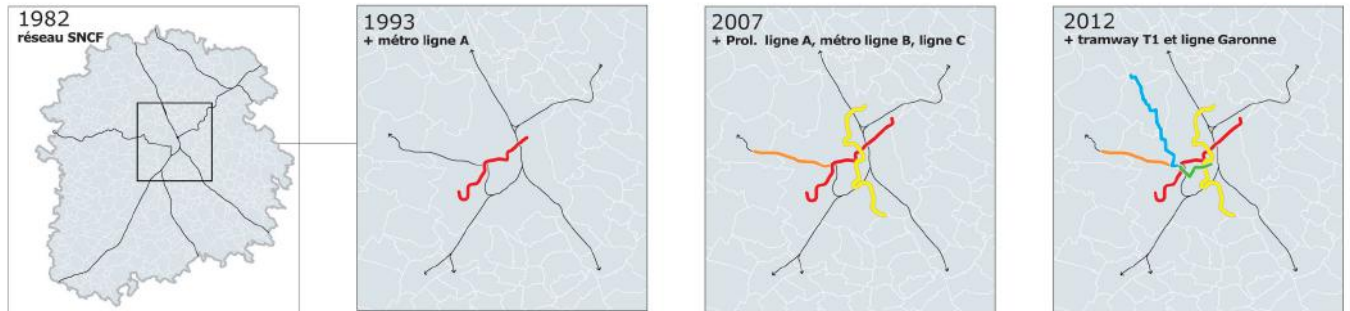 1982
réseau SNCF
1993
+ métro ligne A
2007
+ Prol. ligne A, métro ligne B, ligne C
2012
+ tramway T1 et ligne Garonne